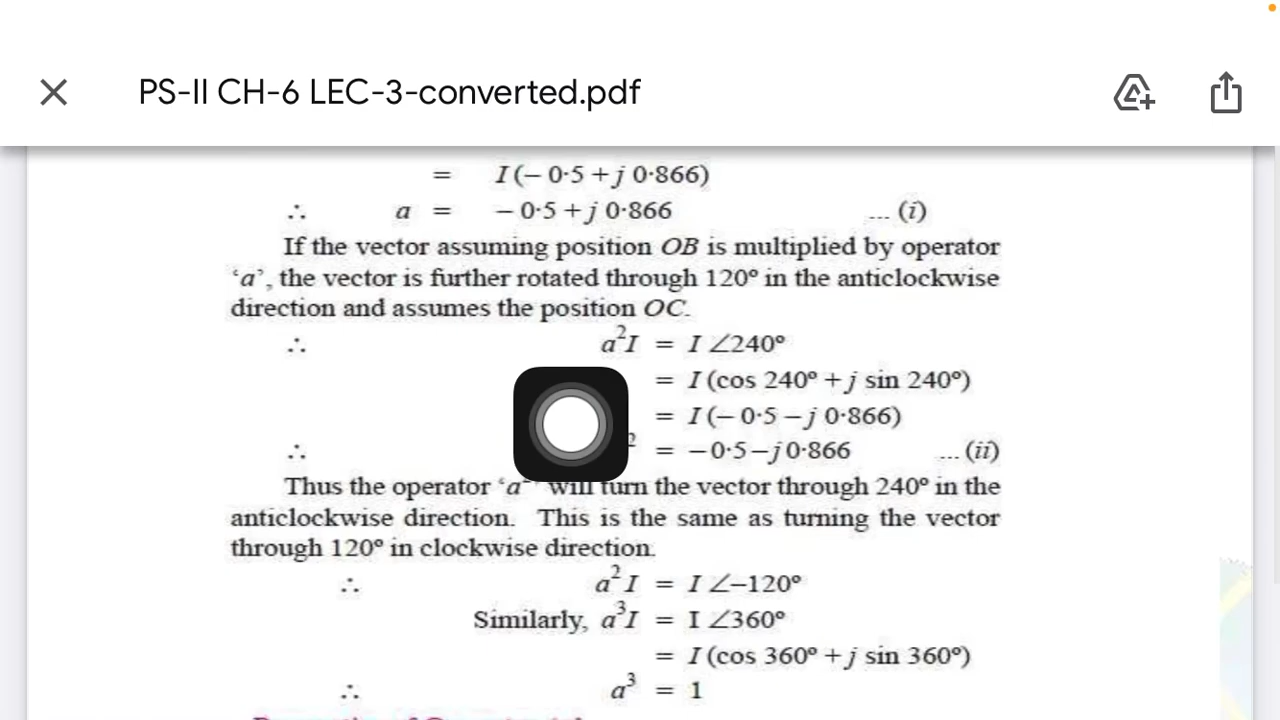 PS-II CH-6 LEC-3-converted.pdf
= I (– 0·5 + j 0·866)
∴ a = – 0·5 + j 0·866 ... (i)
If the vector assuming position OB is multiplied by operator
‘a’, the vector is further rotated through 120° in the anticlockwise
direction and assumes the position OC.
∴ a²I = I ∠240°
= I (cos 240° + j sin 240°)
= I (– 0·5 – j 0·866)
∴ ² = – 0·5 – j 0·866 ... (ii)
Thus the operator ‘a²’ will turn the vector through 240° in the
anticlockwise direction. This is the same as turning the vector
through 120° in clockwise direction.
∴ a² I = I ∠–120°
Similarly, a³I = I ∠360°
= I (cos 360° + j sin 360°)
∴ a³ = 1